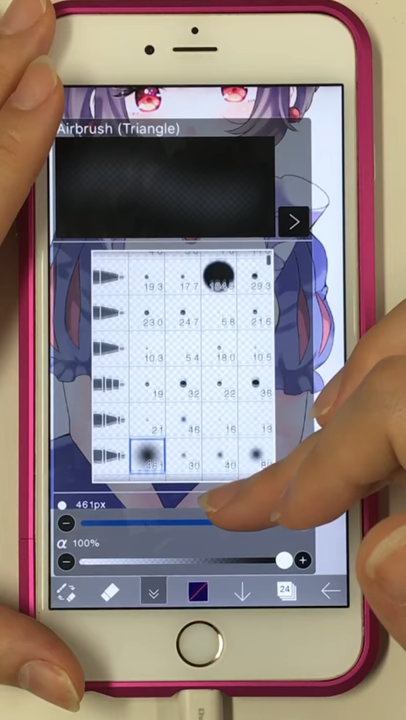 Airbrush (Triangle)
19.3 17.7 29.3
23.0 24.7 5.8 21.6
10.3 5.4 18.0 10.5
19 32 22 36
21 46 16 13
30 40
461px
α 100%
24